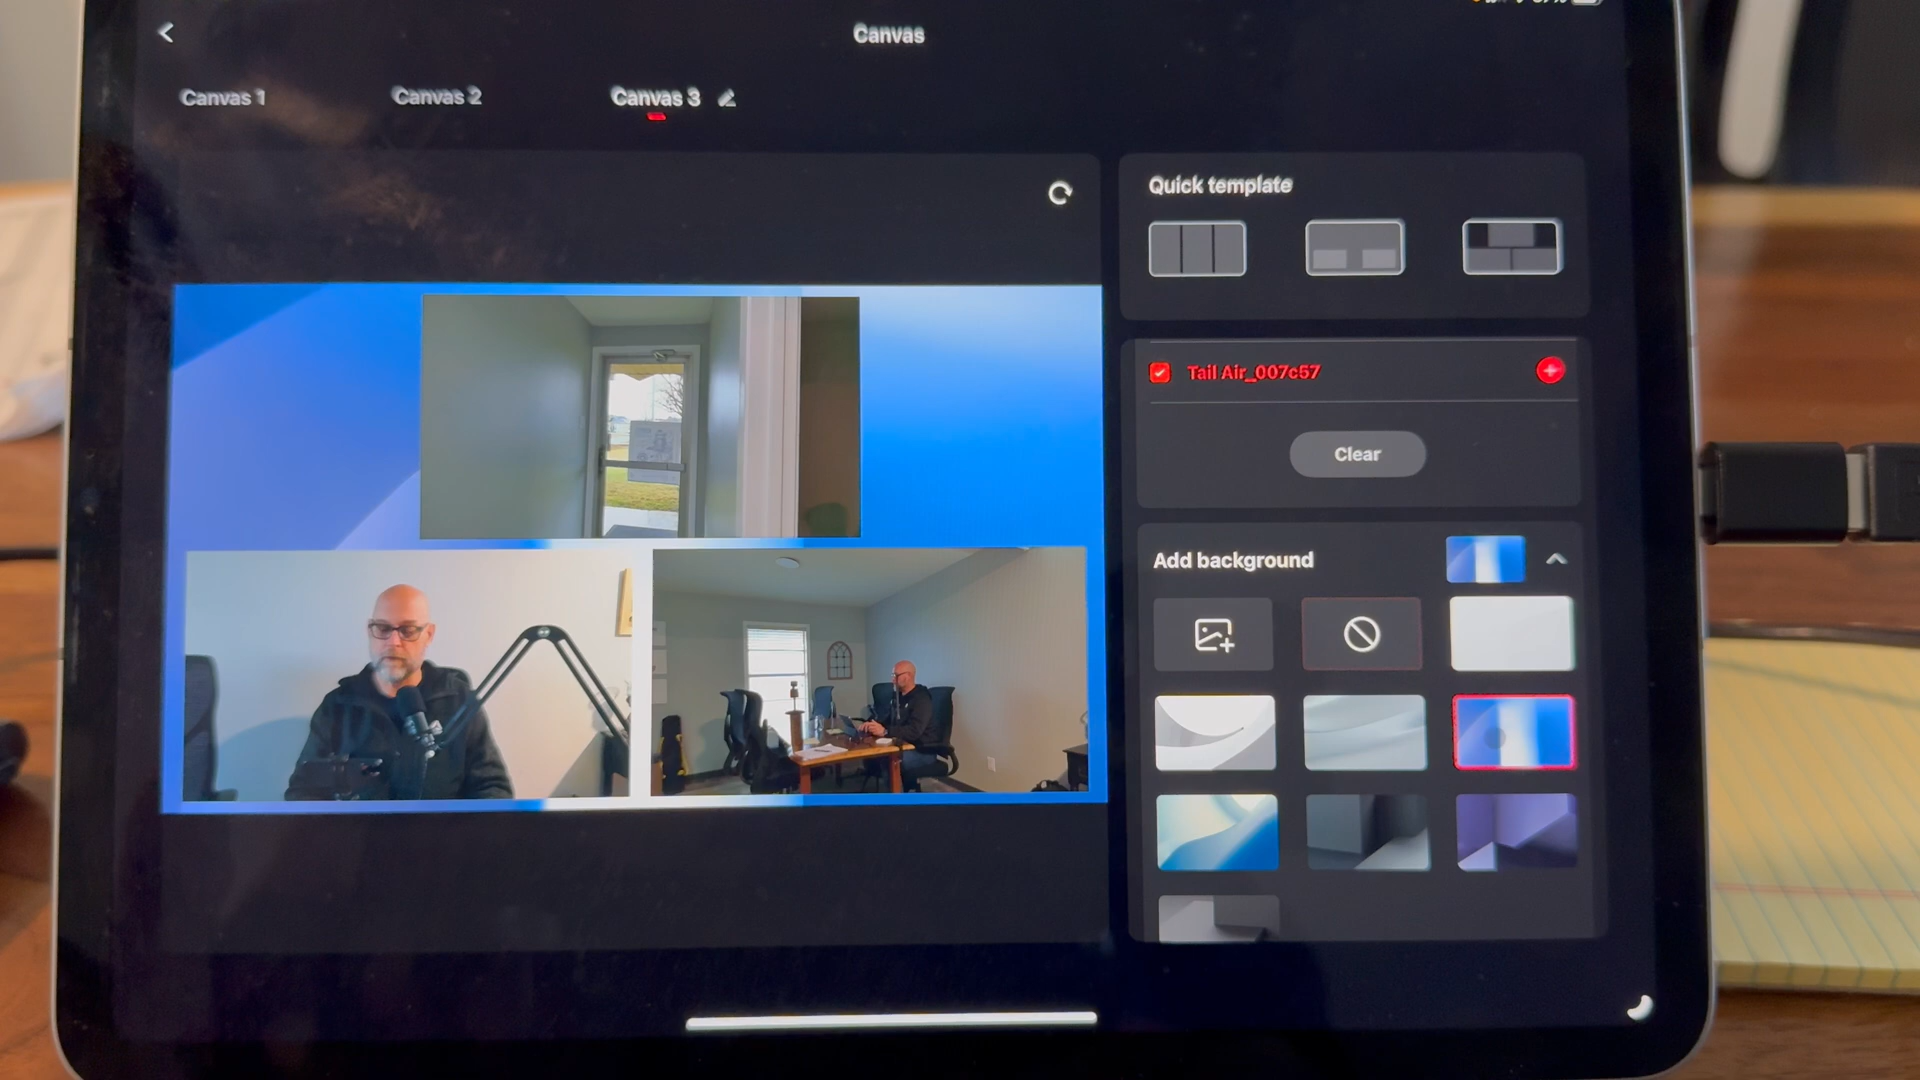 Canvas
Canvas 1
Canvas 2
Canvas 3
Quick template
Tail Air_007c57
Clear
Add background